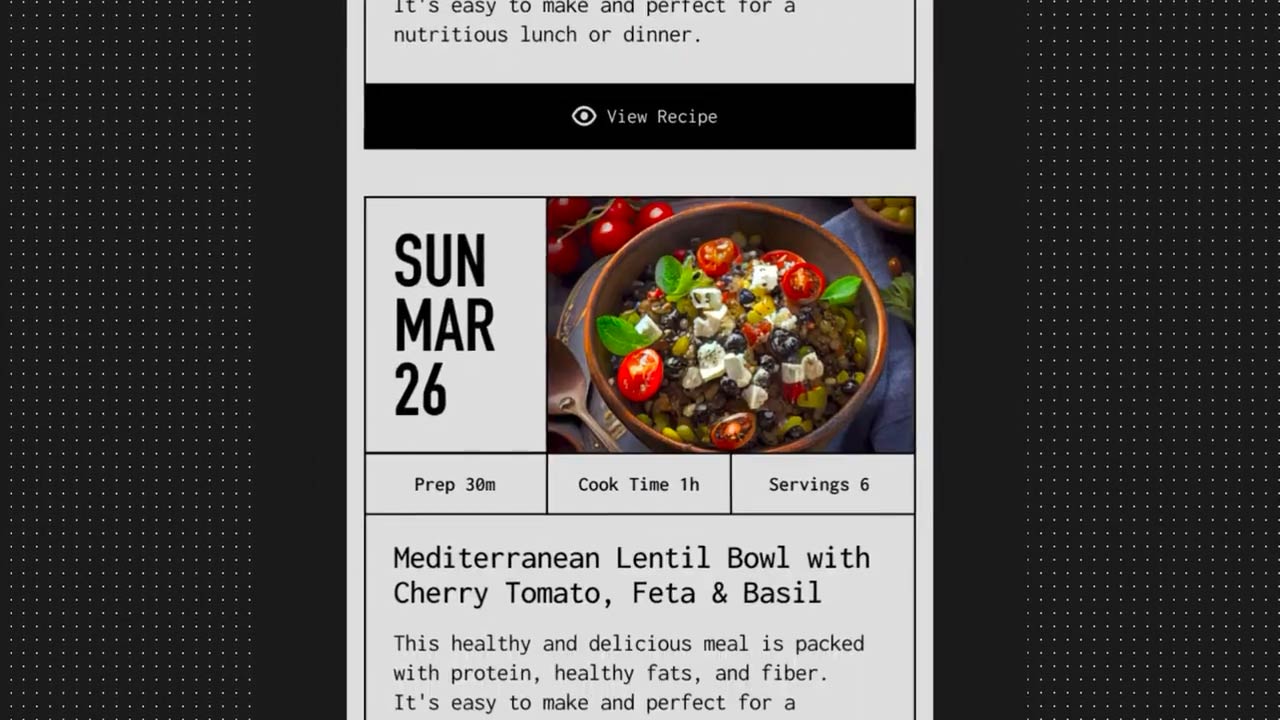 It's easy to make and perfect for a
nutritious lunch or dinner.
View Recipe
SUN
MAR
26
Prep 30m
Cook Time 1h
Servings 6
Mediterranean Lentil Bowl with
Cherry Tomato, Feta & Basil
This healthy and delicious meal is packed
with protein, healthy fats, and fiber.
It's easy to make and perfect for a